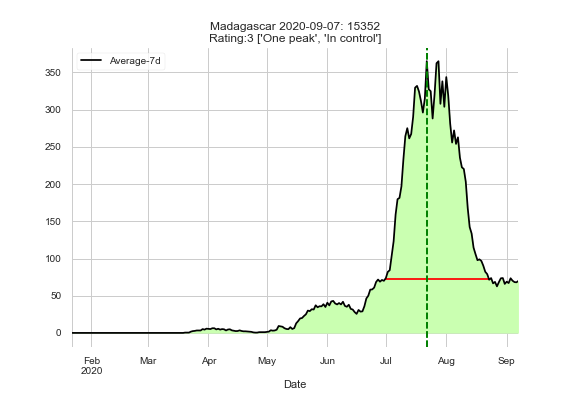 Madagascar 2020-09-07: 15352
Rating:3 ['One peak', 'In control']
Average-7d
350
300
250
200
150
100
50
0
Feb Mar Apr May Jun Jul Aug Sep
2020
Date